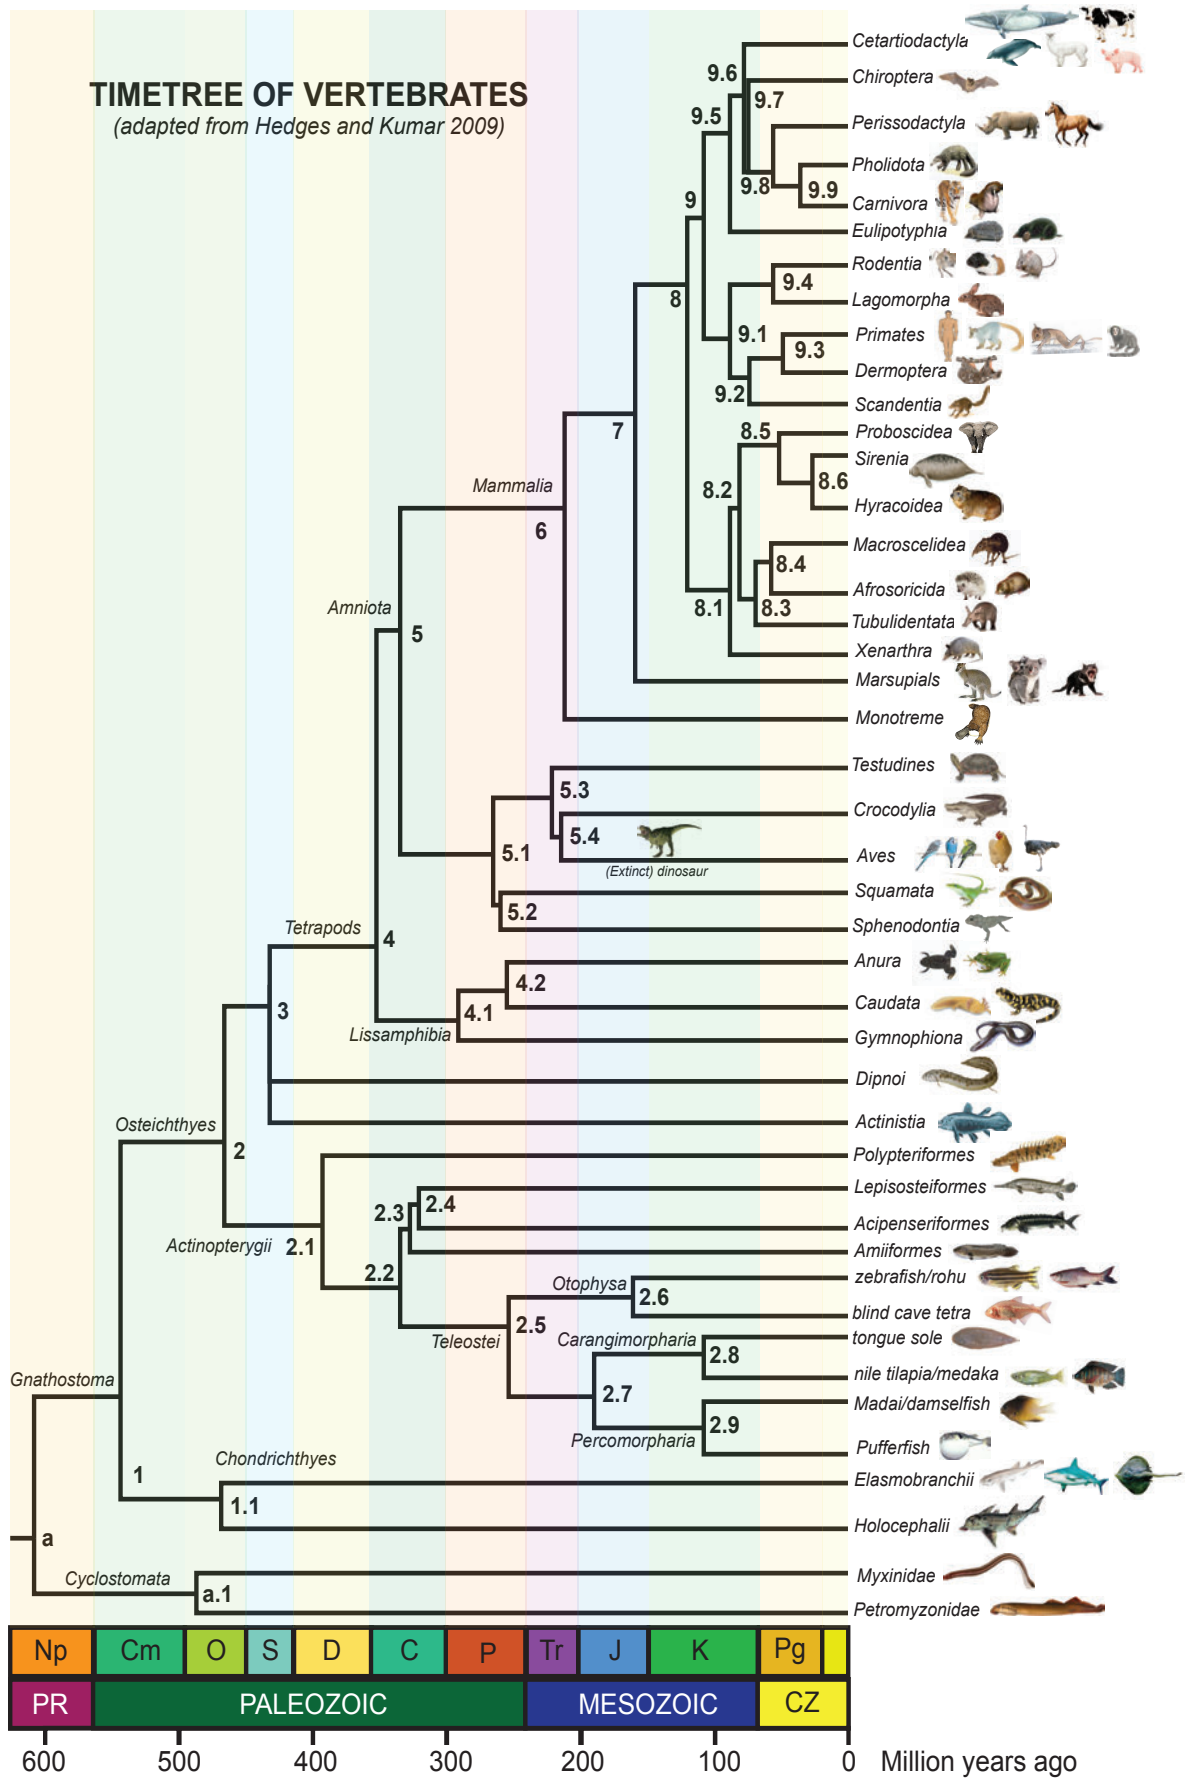 TIMETREE OF VERTEBRATES
(adapted from Hedges and Kumar 2009)
Cetartiodactyla
9.6
Chiroptera
9.7
9.5
Perissodactyla
Pholidota
9.8
9.9
9
Carnivora
Eulipotyphia
Rodentia
9.4
8
Lagomorpha
9.1
Primates
9.3
Dermoptera
9.2
Scandentia
7
8.5
Proboscidea
Sirenia
8.6
Mammalia
8.2
Hyracoidea
6
Macroscelidea
8.4
Afrosoricida
Amniota
8.1
8.3
Tubulidentata
5
Xenarthra
Marsupials
Monotreme
Testudines
5.3
Crocodylia
5.4
5.1
Aves
(Extinct) dinosaur
Squamata
5.2
Tetrapods
Sphenodontia
4
Anura
4.2
3
Caudata
4.1
Lissamphibia
Gymnophiona
Dipnoi
Osteichthyes
Actinistia
2
Polypteriformes
Lepisosteiformes
2.4
2.3
Acipenseriformes
Actinopterygii
2.1
Amiiformes
2.2
Otophysa
zebrafish/rohu
2.6
blind cave tetra
2.5
Teleostei
Carangimorpharia
tongue sole
2.8
Gnathostoma
nile tilapia/medaka
2.7
Madai/damselfish
2.9
Percomorpharia
Pufferfish
Chondrichthyes
1
Elasmobranchii
1.1
Holocephalii
a
Cyclostomata
Myxinidae
a.1
Petromyzonidae
Np Cm O S D C P Tr J K Pg
PR PALEOZOIC MESOZOIC CZ
600 500 400 300 200 100 0 Million years ago